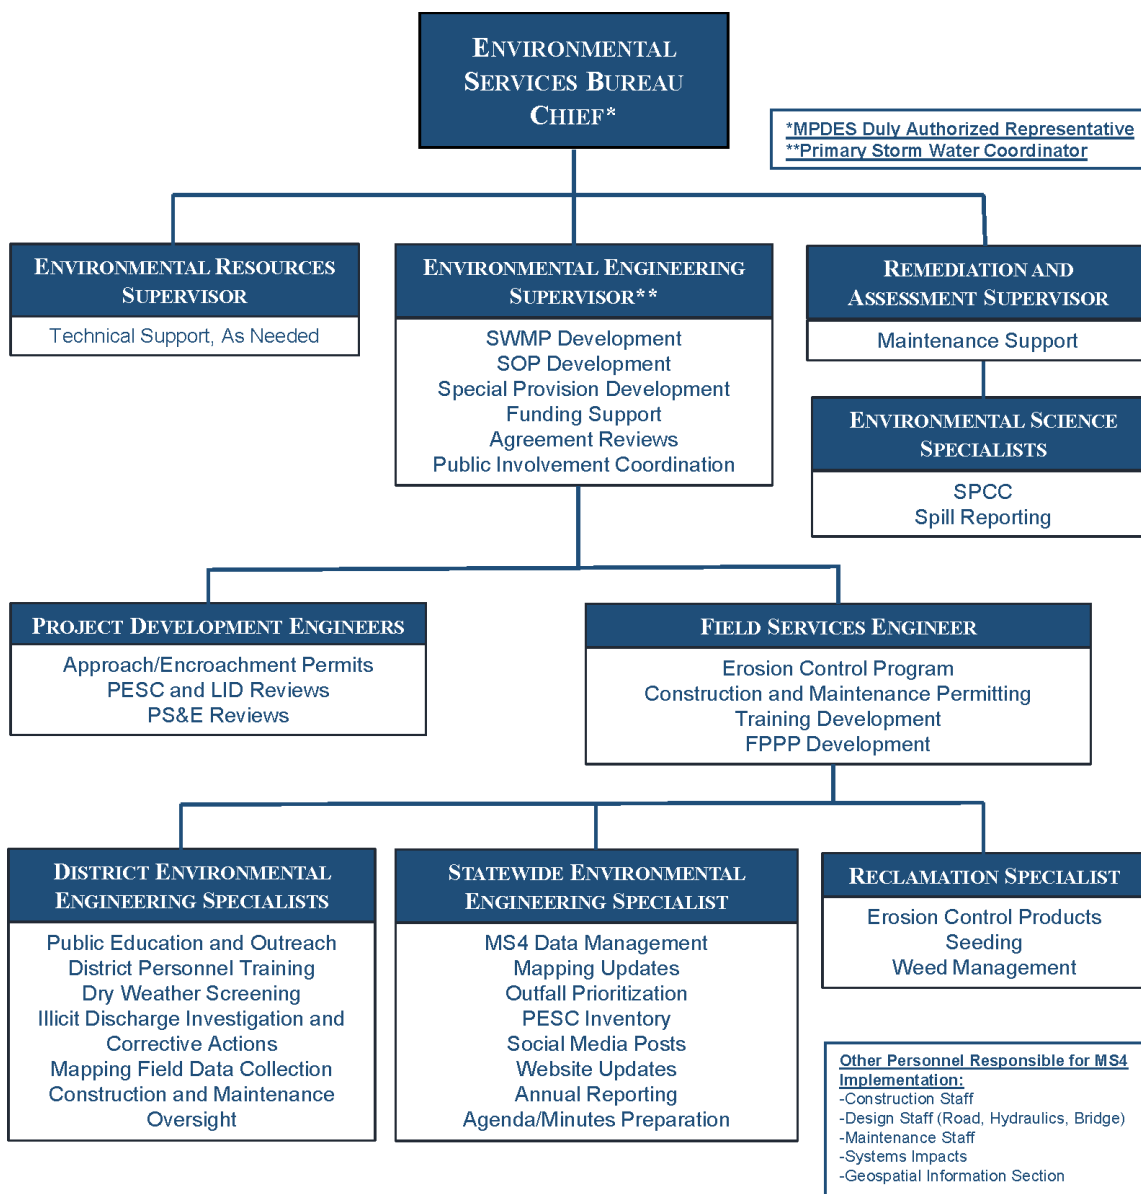 ENVIRONMENTAL
SERVICES BUREAU
CHIEF*
*MPDES Duly Authorized Representative
**Primary Storm Water Coordinator
ENVIRONMENTAL RESOURCES
SUPERVISOR
Technical Support, As Needed
ENVIRONMENTAL ENGINEERING
SUPERVISOR**
SWMP Development
SOP Development
Special Provision Development
Funding Support
Agreement Reviews
Public Involvement Coordination
REMEDIATION AND
ASSESSMENT SUPERVISOR
Maintenance Support
ENVIRONMENTAL SCIENCE
SPECIALISTS
SPCC
Spill Reporting
PROJECT DEVELOPMENT ENGINEERS
Approach/Encroachment Permits
PESC and LID Reviews
PS&E Reviews
FIELD SERVICES ENGINEER
Erosion Control Program
Construction and Maintenance Permitting
Training Development
FPPP Development
DISTRICT ENVIRONMENTAL
ENGINEERING SPECIALISTS
Public Education and Outreach
District Personnel Training
Dry Weather Screening
Illicit Discharge Investigation and
Corrective Actions
Mapping Field Data Collection
Construction and Maintenance
Oversight
STATEWIDE ENVIRONMENTAL
ENGINEERING SPECIALIST
MS4 Data Management
Mapping Updates
Outfall Prioritization
PESC Inventory
Social Media Posts
Website Updates
Annual Reporting
Agenda/Minutes Preparation
RECLAMATION SPECIALIST
Erosion Control Products
Seeding
Weed Management
Other Personnel Responsible for MS4
Implementation:
-Construction Staff
-Design Staff (Road, Hydraulics, Bridge)
-Maintenance Staff
-Systems Impacts
-Geospatial Information Section